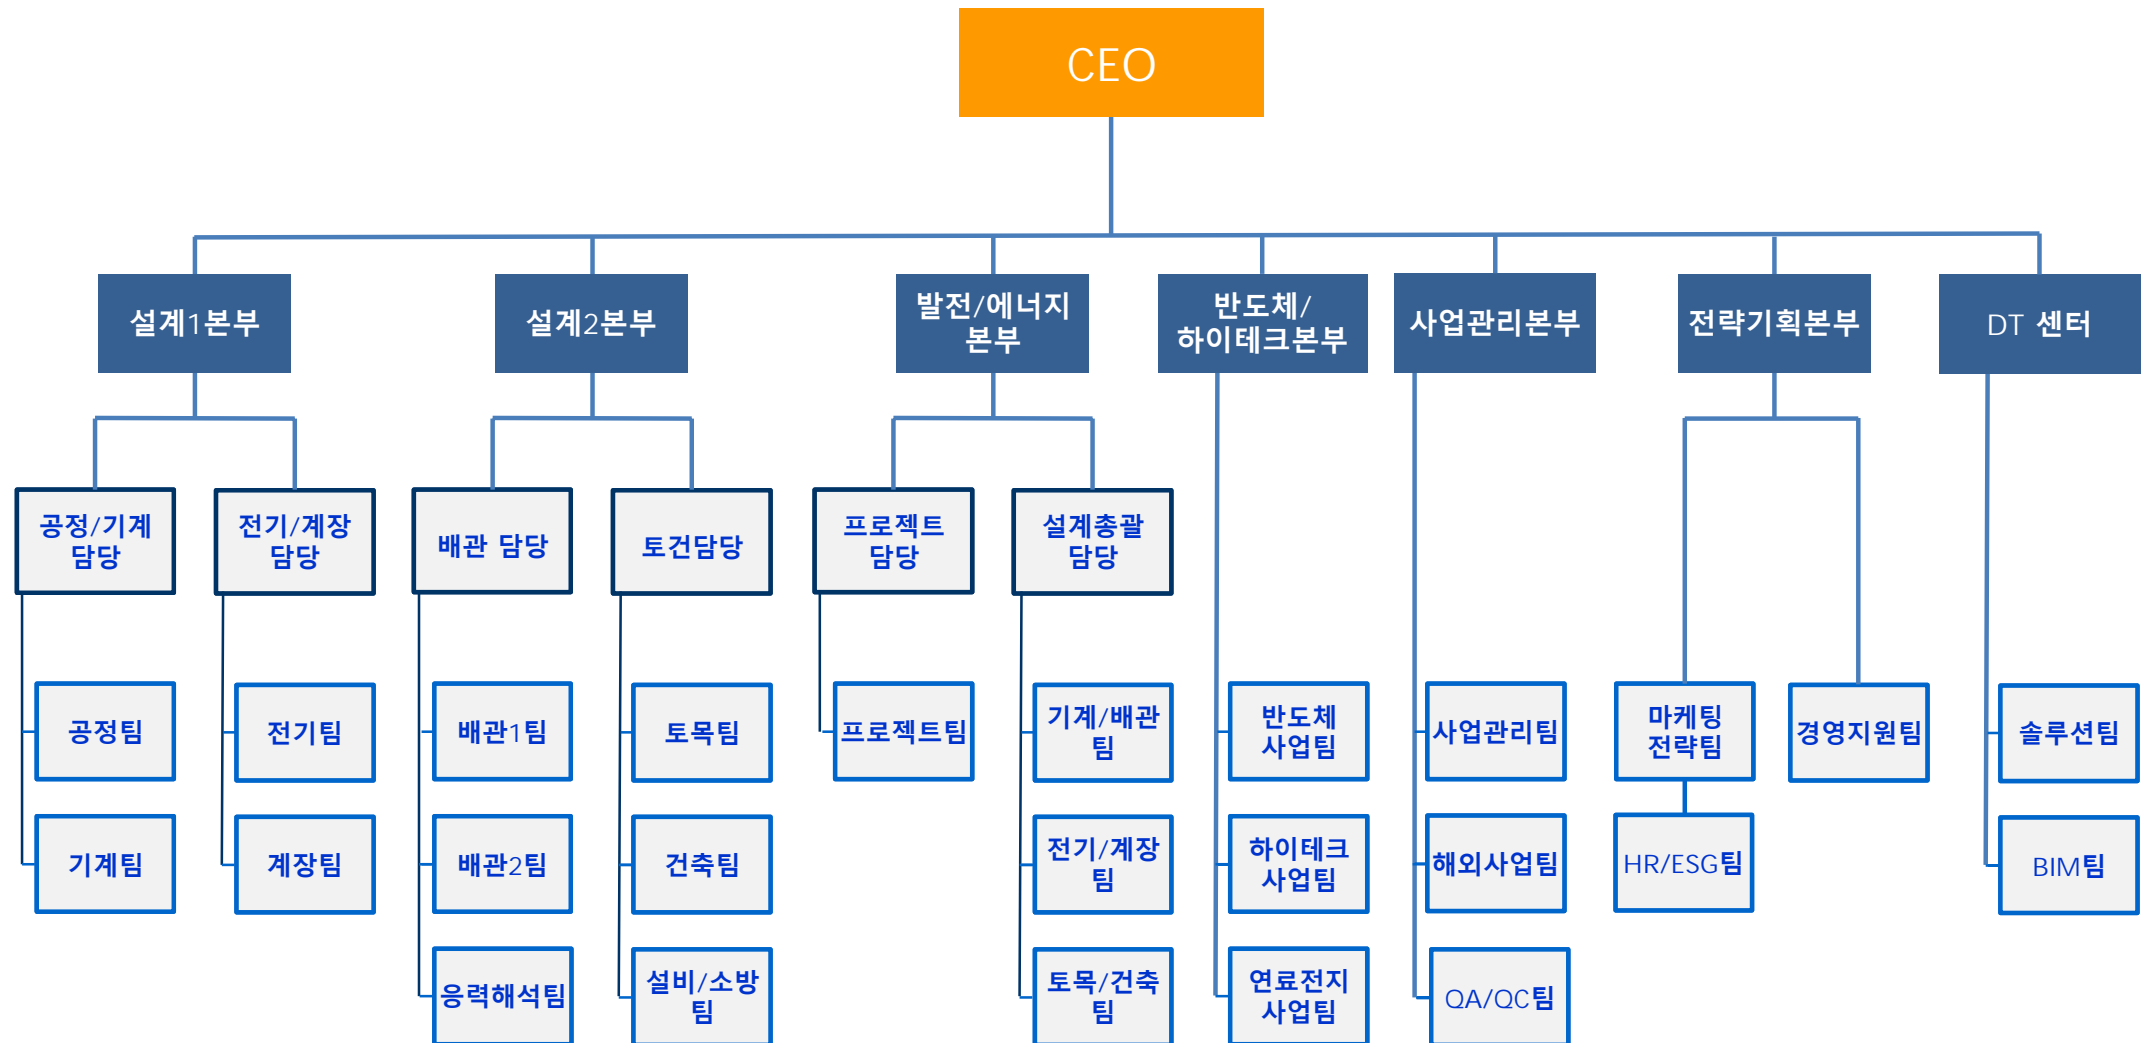 CEO
설계1본부
설계2본부
발전/에너지
본부
반도체/
하이테크본부
사업관리본부
전략기획본부
DT 센터
공정/기계
담당
전기/계장
담당
배관 담당
토건담당
프로젝트
담당
설계총괄
담당
공정팀
전기팀
배관1팀
토목팀
프로젝트팀
기계/배관
팀
반도체
사업팀
사업관리팀
마케팅
전략팀
경영지원팀
솔루션팀
기계팀
계장팀
배관2팀
건축팀
전기/계장
팀
하이테크
사업팀
해외사업팀
HR/ESG팀
BIM팀
응력해석팀
설비/소방
팀
토목/건축
팀
연료전지
사업팀
QA/QC팀